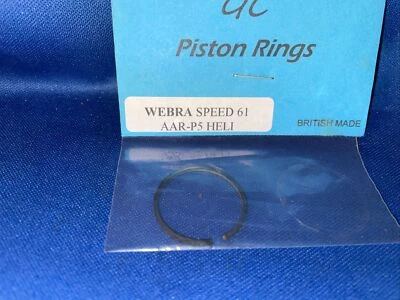 Piston Rings
WEBRA SPEED 61
AAR-P5 HELI
BRITISH MADE